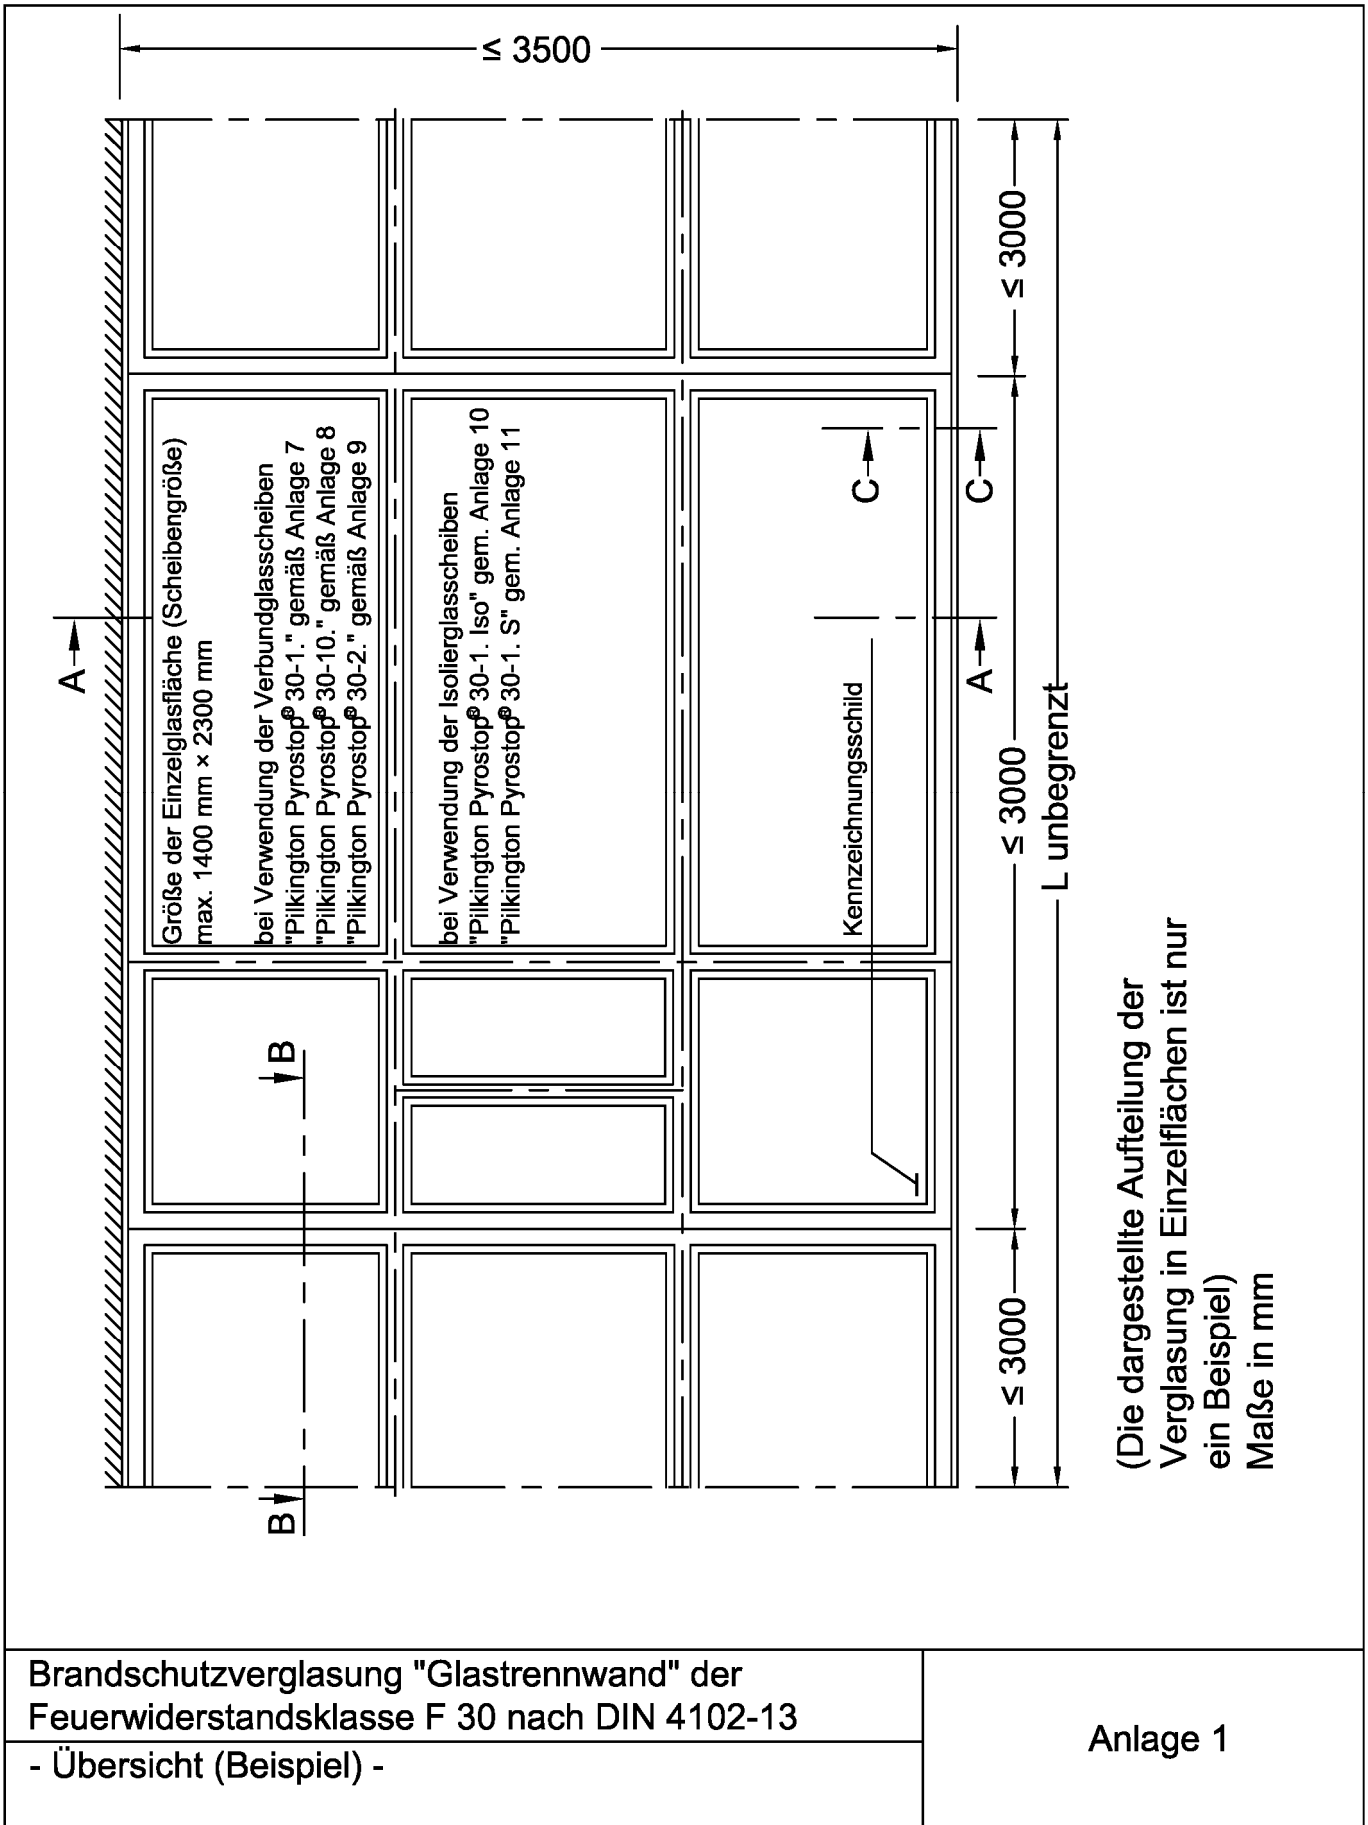 ≤ 3500
A
Größe der Einzelglasfläche (Scheibengröße)
max. 1400 mm × 2300 mm
bei Verwendung der Verbundglasscheiben
"Pilkington Pyrostop® 30-1." gemäß Anlage 7
"Pilkington Pyrostop® 30-10." gemäß Anlage 8
"Pilkington Pyrostop® 30-2." gemäß Anlage 9
bei Verwendung der Isolierglasscheiben
"Pilkington Pyrostop® 30-1. Iso" gem. Anlage 10
"Pilkington Pyrostop® 30-1. S" gem. Anlage 11
B
B
Kennzeichnungsschild
C
C
A
≤ 3000
≤ 3000
≤ 3000
L unbegrenzt
(Die dargestellte Aufteilung der
Verglasung in Einzelflächen ist nur
ein Beispiel)
Maße in mm
Brandschutzverglasung "Glastrennwand" der
Feuerwiderstandsklasse F 30 nach DIN 4102-13
- Übersicht (Beispiel) -
Anlage 1